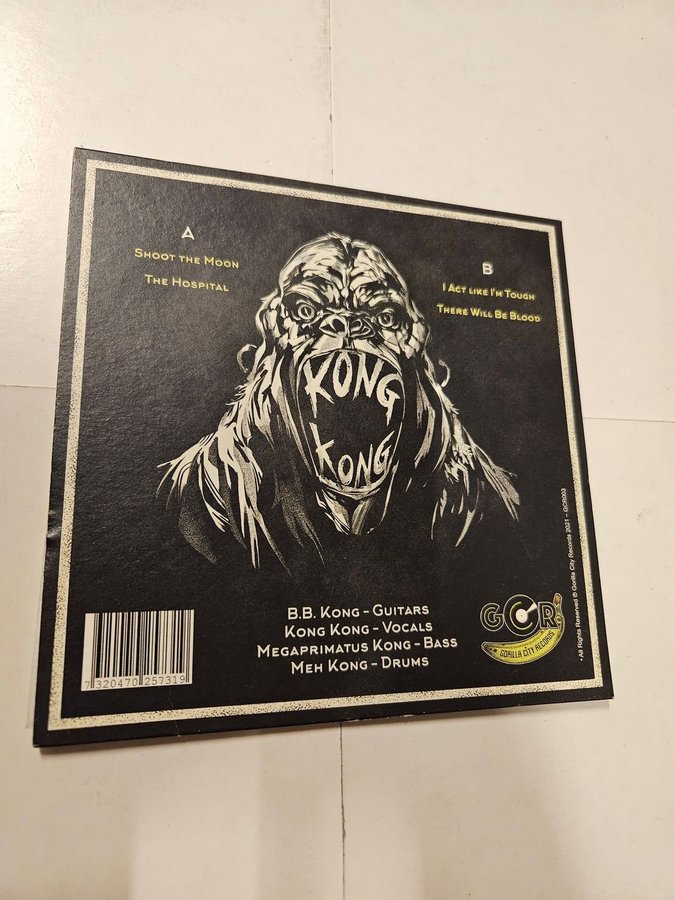 A
Shoot the Moon
The Hospital
B
I Act like I'm Tough
There Will Be Blood
KONG
KONG
B.B. Kong – Guitars
Kong Kong – Vocals
Megaprimatus Kong – Bass
Meh Kong – Drums
7 320470 257319
GCR
GORILLA CITY RECORDS
• All Rights Reserved © Gorilla City Records 2021 – GCR003